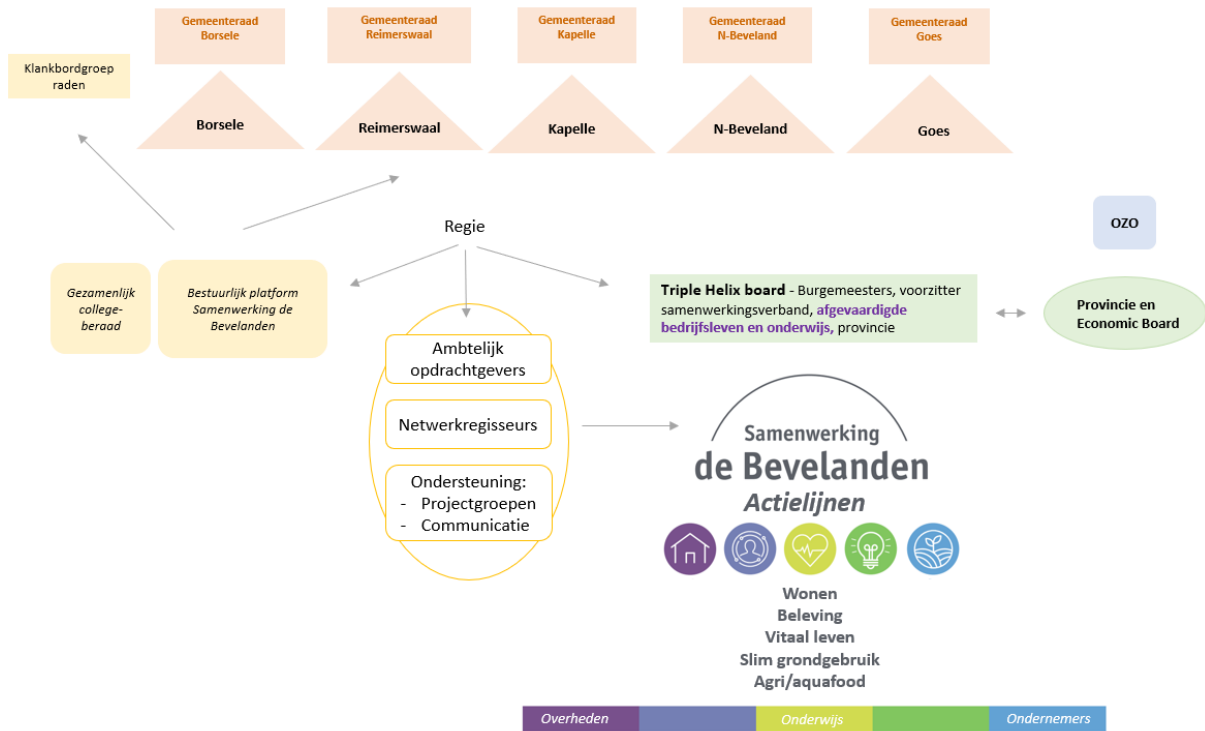 Gemeenteraad
Borsele
Gemeenteraad
Reimerswaal
Gemeenteraad
Kapelle
Gemeenteraad
N-Beveland
Gemeenteraad
Goes
Klankbordgroep
raden
Borsele
Reimerswaal
Kapelle
N-Beveland
Goes
Regie
OZO
Gezamenlijk
college-
beraad
Bestuurlijk platform
Samenwerking de
Bevelanden
Triple Helix board - Burgemeesters, voorzitter
samenwerkingsverband, afgevaardigde
bedrijfsleven en onderwijs, provincie
Provincie en
Economic Board
Ambtelijk
opdrachtgevers
Netwerkregisseurs
Ondersteuning:
- Projectgroepen
- Communicatie
Samenwerking
de Bevelanden
Actielijnen
Wonen
Beleving
Vitaal leven
Slim grondgebruik
Agri/aquafood
Overheden
Onderwijs
Ondernemers